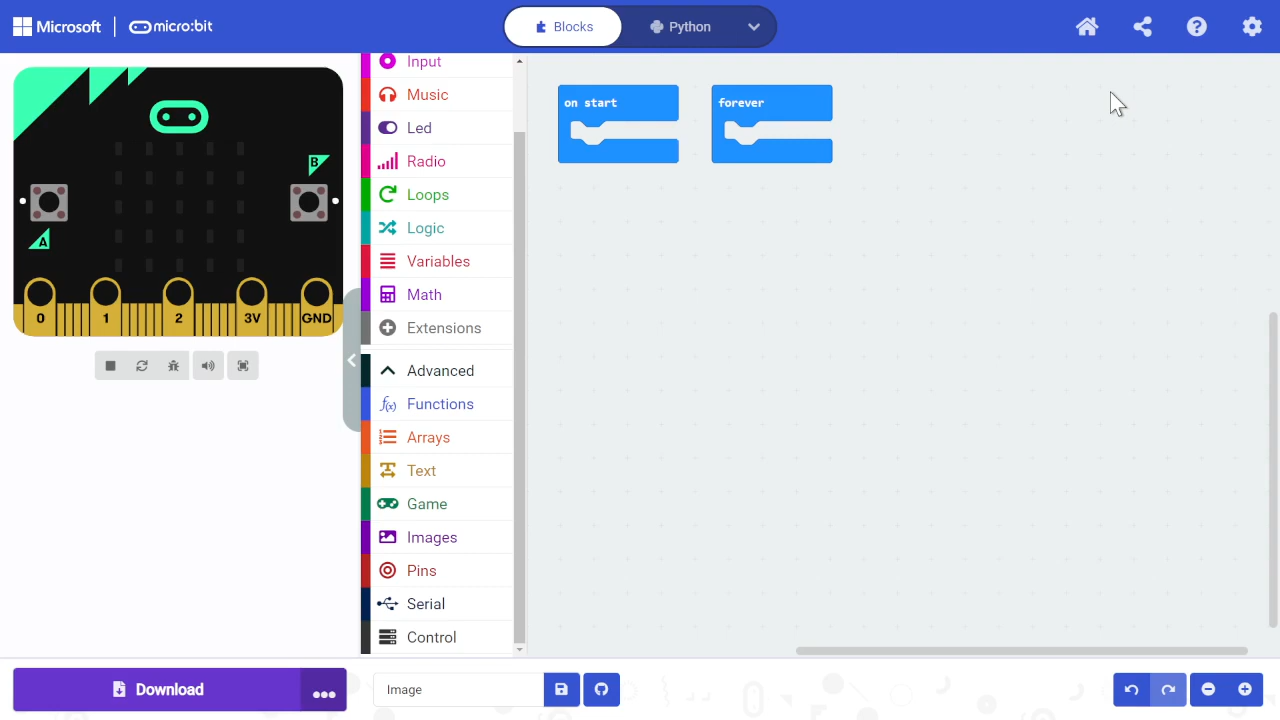 Microsoft micro:bit
Blocks
Python
B
A
0 1 2 3V GND
Input
Music
Led
Radio
Loops
Logic
Variables
Math
Extensions
Advanced
Functions
Arrays
Text
Game
Images
Pins
Serial
Control
on start
forever
Download
Image